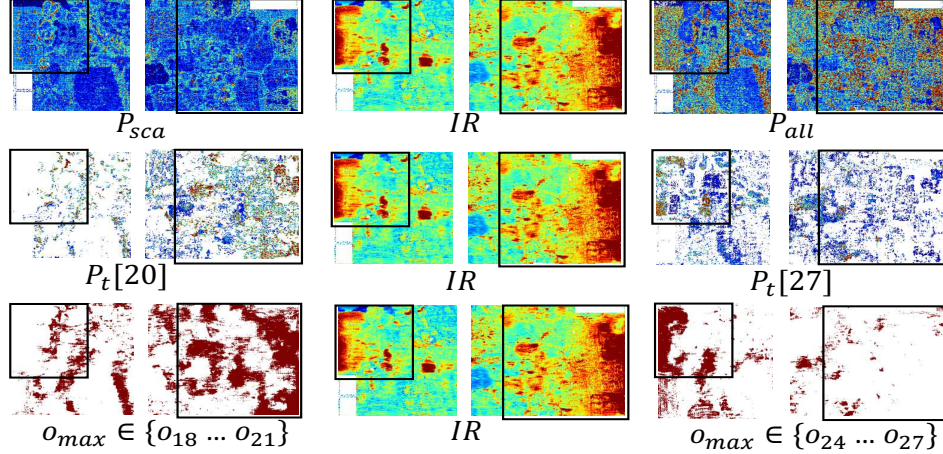 P_sca IR P_all
P_t[20] IR P_t[27]
o_max ∈ {o_18 ... o_21} IR o_max ∈ {o_24 ... o_27}